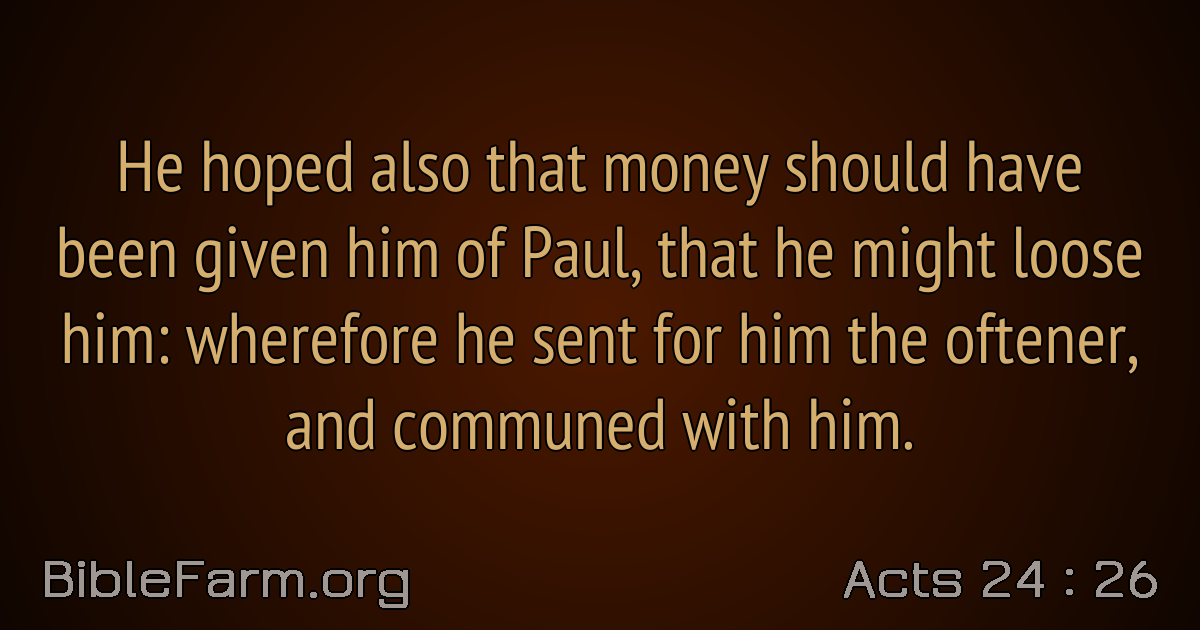 He hoped also that money should have
been given him of Paul, that he might loose
him: wherefore he sent for him the oftener,
and communed with him.
BibleFarm.org
Acts 24 : 26